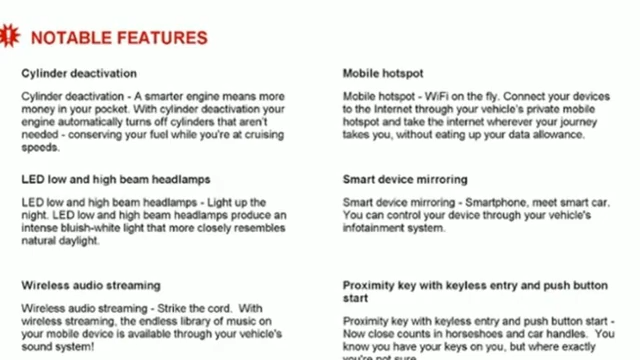 NOTABLE FEATURES
Cylinder deactivation
Cylinder deactivation - A smarter engine means more
money in your pocket. With cylinder deactivation your
engine automatically turns off cylinders that aren't
needed - conserving your fuel while you're at cruising
speeds.
LED low and high beam headlamps
LED low and high beam headlamps - Light up the
night. LED low and high beam headlamps produce an
intense bluish-white light that more closely resembles
natural daylight.
Wireless audio streaming
Wireless audio streaming - Strike the cord. With
wireless streaming, the endless library of music on
your mobile device is available through your vehicle's
sound system!
Mobile hotspot
Mobile hotspot - WiFi on the fly. Connect your devices
to the Internet through your vehicle's private mobile
hotspot and take the internet wherever your journey
takes you, without eating up your data allowance.
Smart device mirroring
Smart device mirroring - Smartphone, meet smart car.
You can control your device through your vehicle's
infotainment system.
Proximity key with keyless entry and push button
start
Proximity key with keyless entry and push button start -
Now close counts in horseshoes and car handles. You
know you have your keys on you, but where exactly
you're not sure